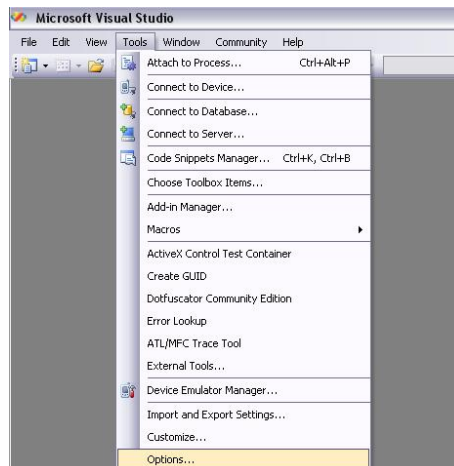 Microsoft Visual Studio
File Edit View Tools Window Community Help
Attach to Process... Ctrl+Alt+P
Connect to Device...
Connect to Database...
Connect to Server...
Code Snippets Manager... Ctrl+K, Ctrl+B
Choose Toolbox Items...
Add-in Manager...
Macros
ActiveX Control Test Container
Create GUID
Dotfuscator Community Edition
Error Lookup
ATL/MFC Trace Tool
External Tools...
Device Emulator Manager...
Import and Export Settings...
Customize...
Options...